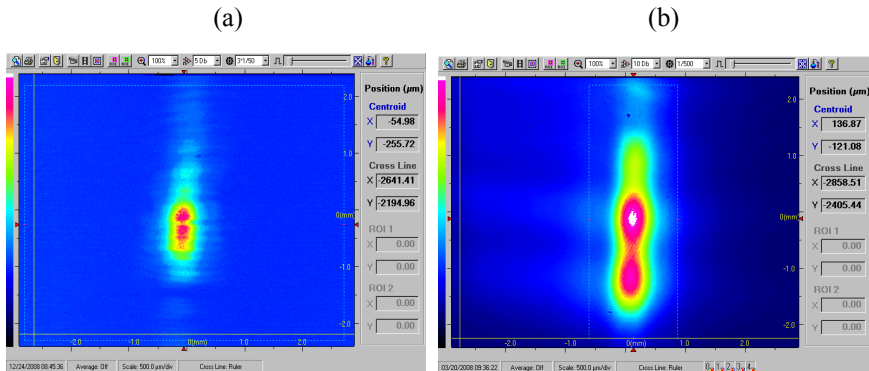 (a)
(b)
100%
5 Db
3*1/50
Position (µm)
Centroid
X -54.98
Y -255.72
Cross Line
X -2641.41
Y -2194.96
ROI 1
X 0.00
Y 0.00
ROI 2
X 0.00
Y 0.00
2.0
1.0
0(mm)
-1.0
-2.0
-2.0
-1.0
0(mm)
1.0
2.0
12/24/2008 08:45:36
Average: Off
Scale: 500.0 µm/div
Cross Line: Ruler
100%
10 Db
1/500
Position (µm)
Centroid
X 136.87
Y -121.08
Cross Line
X -2858.51
Y -2405.44
ROI 1
X 0.00
Y 0.00
ROI 2
X 0.00
Y 0.00
2.0
1.0
0(mm)
-1.0
-2.0
-2.0
-1.0
0(mm)
1.0
2.0
03/20/2008 09:36:22
Average: Off
Scale: 500.0 µm/div
Cross Line: Ruler
0 1 2 3 4